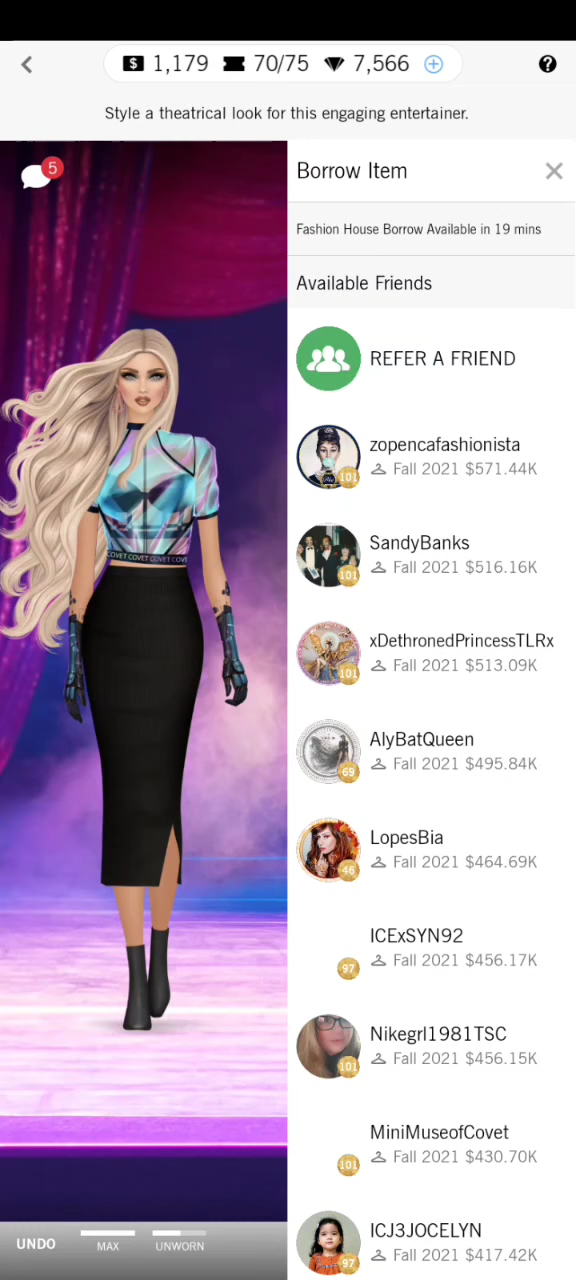 1,179 70/75 7,566
Style a theatrical look for this engaging entertainer.
5
Borrow Item
Fashion House Borrow Available in 19 mins
Available Friends
REFER A FRIEND
zopencafashionista
101 Fall 2021 $571.44K
SandyBanks
101 Fall 2021 $516.16K
xDethronedPrincessTLRx
101 Fall 2021 $513.09K
AlyBatQueen
69 Fall 2021 $495.84K
LopesBia
46 Fall 2021 $464.69K
ICExSYN92
97 Fall 2021 $456.17K
Nikegrl1981TSC
101 Fall 2021 $456.15K
MiniMuseofCovet
101 Fall 2021 $430.70K
ICJ3JOCELYN
97 Fall 2021 $417.42K
COVET COVET COVET COVE
UNDO MAX UNWORN